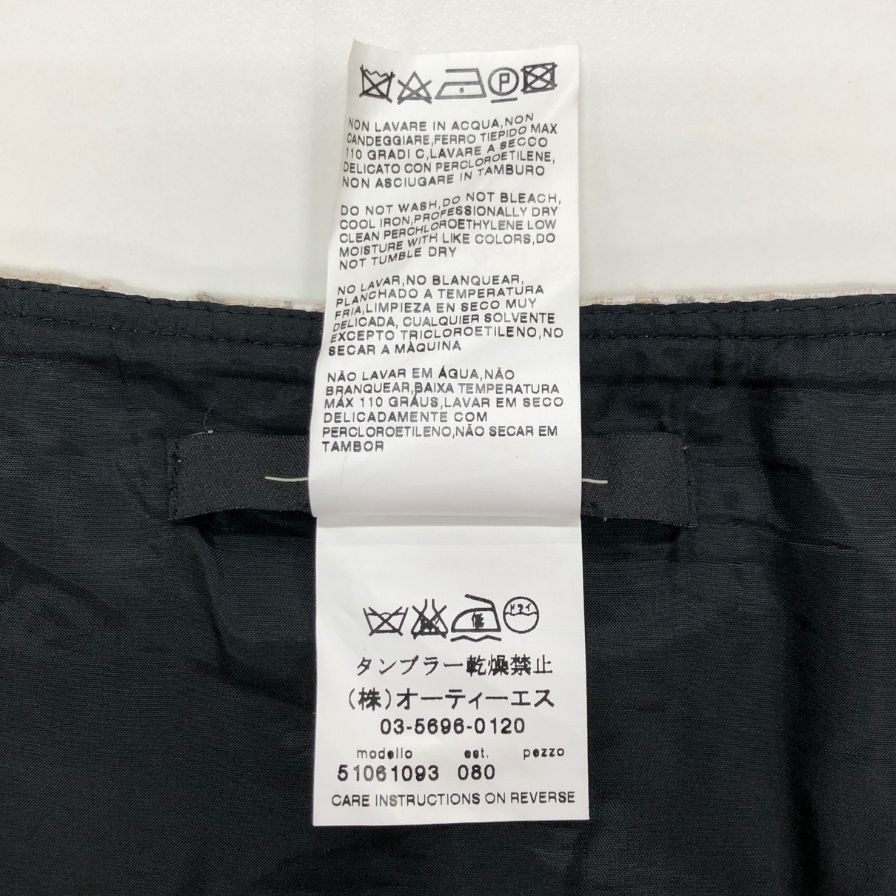 P
NON LAVARE IN ACQUA,NON
CANDEGGIARE,FERRO TIEPIDO MAX
110 GRADI C,LAVARE A SECCO
DELICATO CON PERCLOROETILENE,
NON ASCIUGARE IN TAMBURO
DO NOT WASH,DO NOT BLEACH,
COOL IRON,PROFESSIONALLY DRY
CLEAN PERCHLOROETHYLENE LOW
MOISTURE WITH LIKE COLORS,DO
NOT TUMBLE DRY
NO LAVAR,NO BLANQUEAR,
PLANCHADO A TEMPERATURA
FRIA,LIMPIEZA EN SECO MUY
DELICADA, CUALQUIER SOLVENTE
EXCEPTO TRICLOROETILENO,NO
SECAR A MÀQUINA
NÃO LAVAR EM ÁGUA,NÃO
BRANQUEAR,BAIXA TEMPERATURA
MÁX 110 GRÁUS,LAVAR EM SECO
DELICADAMENTE COM
PERCLOROETILENO,NÃO SECAR EM
TAMBOR
低 ドライ
タンブラー乾燥禁止
(株)オーティーエス
03-5696-0120
modello est. pezzo
51061093 080
CARE INSTRUCTIONS ON REVERSE